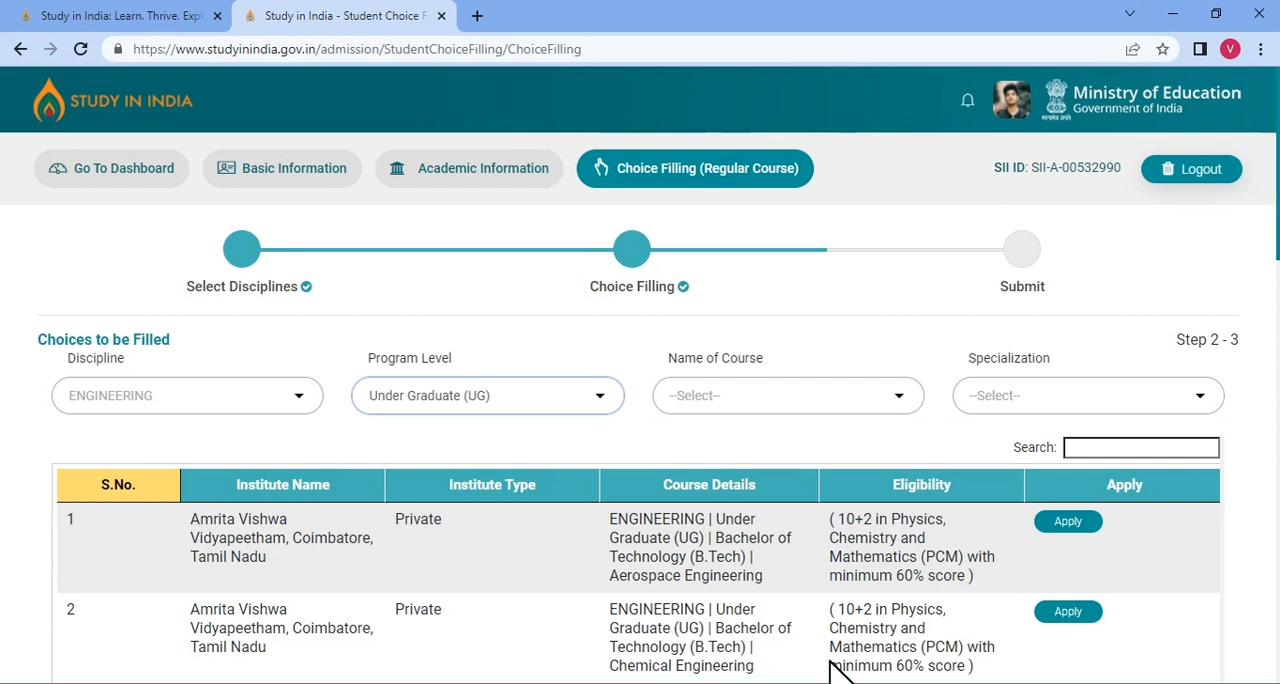 Study in India: Learn. Thrive. Exp
Study in India - Student Choice F
https://www.studyinindia.gov.in/admission/StudentChoiceFilling/ChoiceFilling
V
STUDY IN INDIA
Ministry of Education
Government of India
सत्यमेव जयते
Go To Dashboard
Basic Information
Academic Information
Choice Filling (Regular Course)
SII ID: SII-A-00532990
Logout
Select Disciplines
Choice Filling
Submit
Choices to be Filled
Step 2 - 3
Discipline
Program Level
Name of Course
Specialization
ENGINEERING
Under Graduate (UG)
--Select--
--Select--
Search:
S.No.
Institute Name
Institute Type
Course Details
Eligibility
Apply
1
Amrita Vishwa
Vidyapeetham, Coimbatore,
Tamil Nadu
Private
ENGINEERING | Under
Graduate (UG) | Bachelor of
Technology (B.Tech) |
Aerospace Engineering
( 10+2 in Physics,
Chemistry and
Mathematics (PCM) with
minimum 60% score )
Apply
2
Amrita Vishwa
Vidyapeetham, Coimbatore,
Tamil Nadu
Private
ENGINEERING | Under
Graduate (UG) | Bachelor of
Technology (B.Tech) |
Chemical Engineering
( 10+2 in Physics,
Chemistry and
Mathematics (PCM) with
minimum 60% score )
Apply